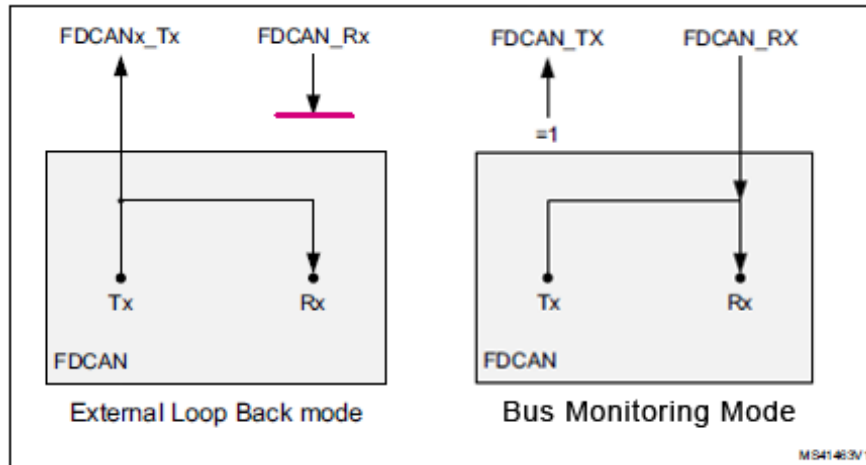 FDCANx_Tx FDCAN_Rx FDCAN_TX FDCAN_RX
=1
Tx Rx Tx Rx
FDCAN FDCAN
External Loop Back mode Bus Monitoring Mode